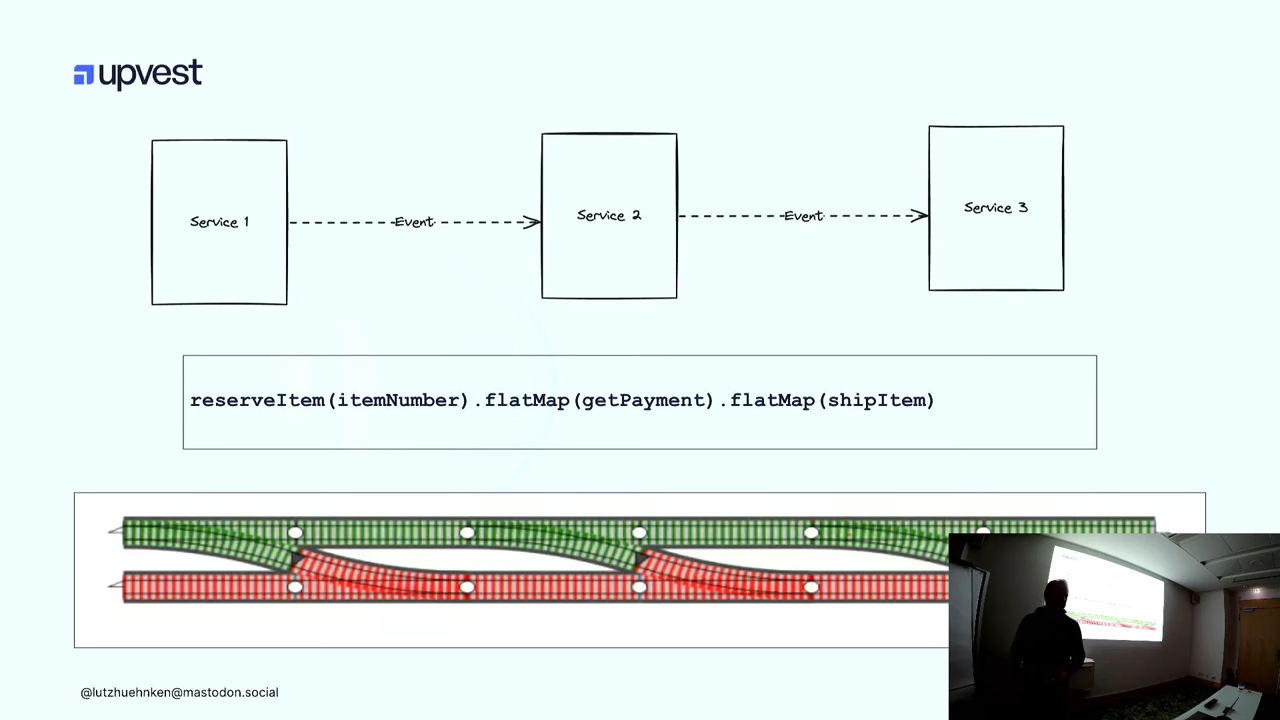 upvest
Service 1
Event
Service 2
Event
Service 3
reserveItem(itemNumber).flatMap(getPayment).flatMap(shipItem)
@lutzhuehnken@mastodon.social